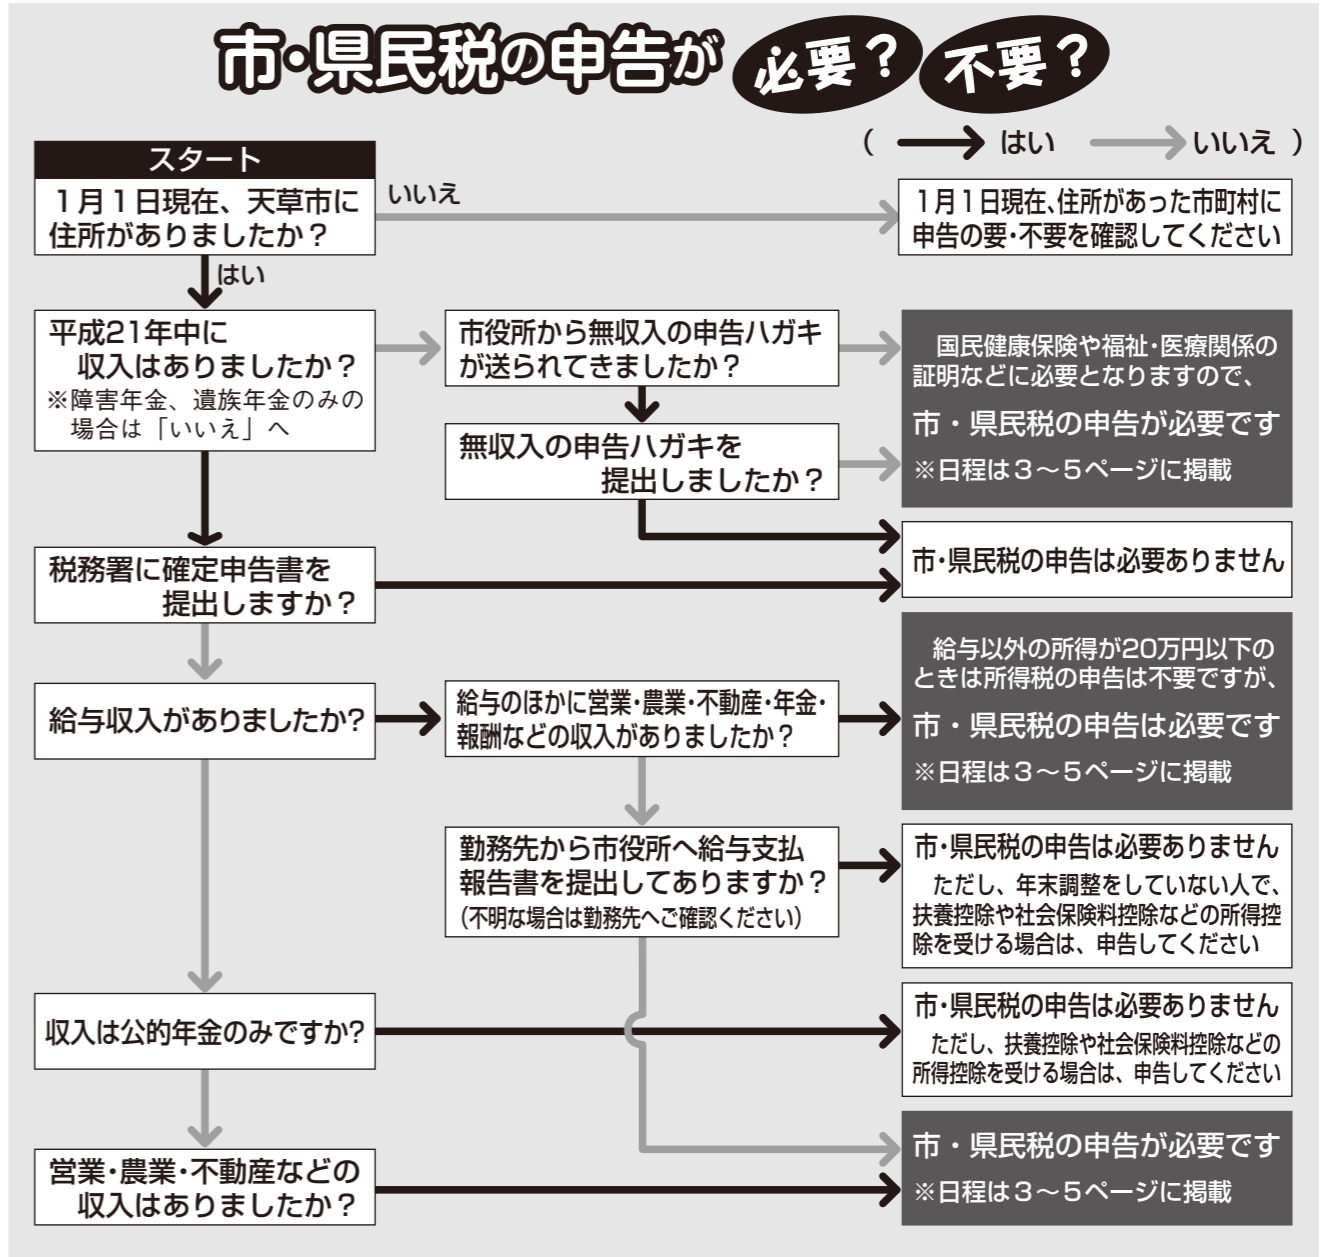 市・県民税の申告が 必要？ 不要？
（ → はい → いいえ ）
スタート
１月１日現在、天草市に
住所がありましたか？
いいえ
１月１日現在、住所があった市町村に
申告の要・不要を確認してください
はい
平成21年中に
収入はありましたか？
※障害年金、遺族年金のみの
場合は「いいえ」へ
市役所から無収入の申告ハガキ
が送られてきましたか？
国民健康保険や福祉・医療関係の
証明などに必要となりますので、
市・県民税の申告が必要です
※日程は３～５ページに掲載
無収入の申告ハガキを
提出しましたか？
市・県民税の申告は必要ありません
税務署に確定申告書を
提出しますか？
給与以外の所得が20万円以下の
ときは所得税の申告は不要ですが、
市・県民税の申告は必要です
※日程は３～５ページに掲載
給与収入がありましたか?
給与のほかに営業・農業・不動産・年金・
報酬などの収入がありましたか？
勤務先から市役所へ給与支払
報告書を提出してありますか？
（不明な場合は勤務先へご確認ください）
市・県民税の申告は必要ありません
ただし、年末調整をしていない人で、
扶養控除や社会保険料控除などの所得控
除を受ける場合は、申告してください
収入は公的年金のみですか?
市・県民税の申告は必要ありません
ただし、扶養控除や社会保険料控除などの
所得控除を受ける場合は、申告してください
営業・農業・不動産などの
収入はありましたか？
市・県民税の申告が必要です
※日程は３～５ページに掲載